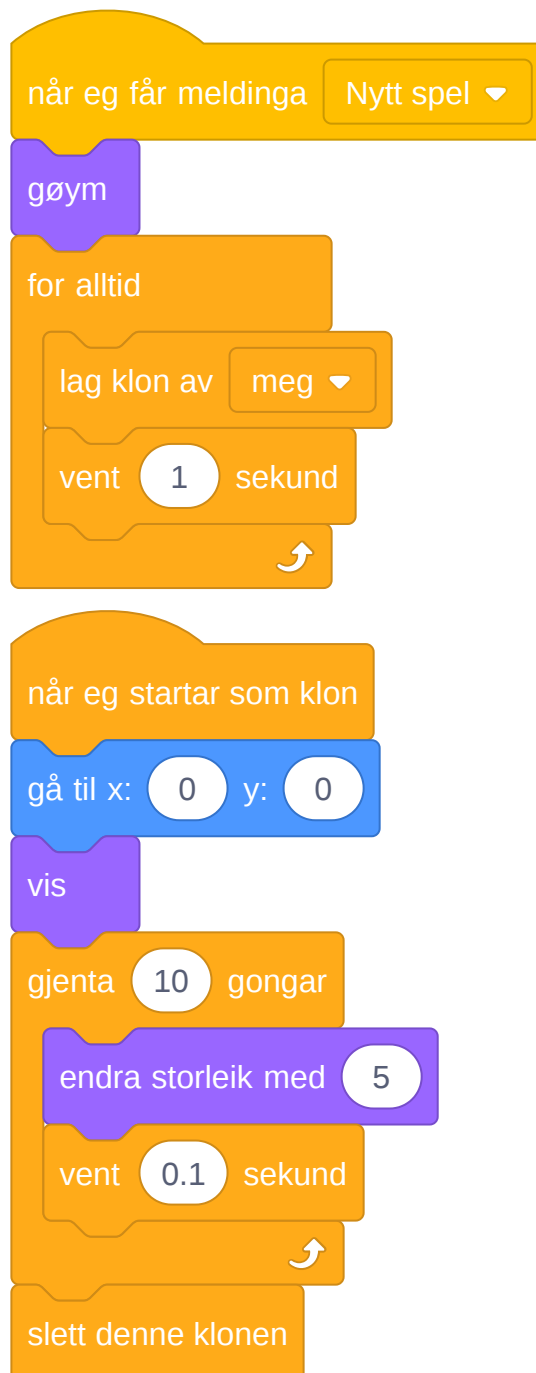 når eg får meldinga Nytt spel
gøym
for alltid
lag klon av meg
vent 1 sekund
når eg startar som klon
gå til x: 0 y: 0
vis
gjenta 10 gongar
endra storleik med 5
vent 0.1 sekund
slett denne klonen